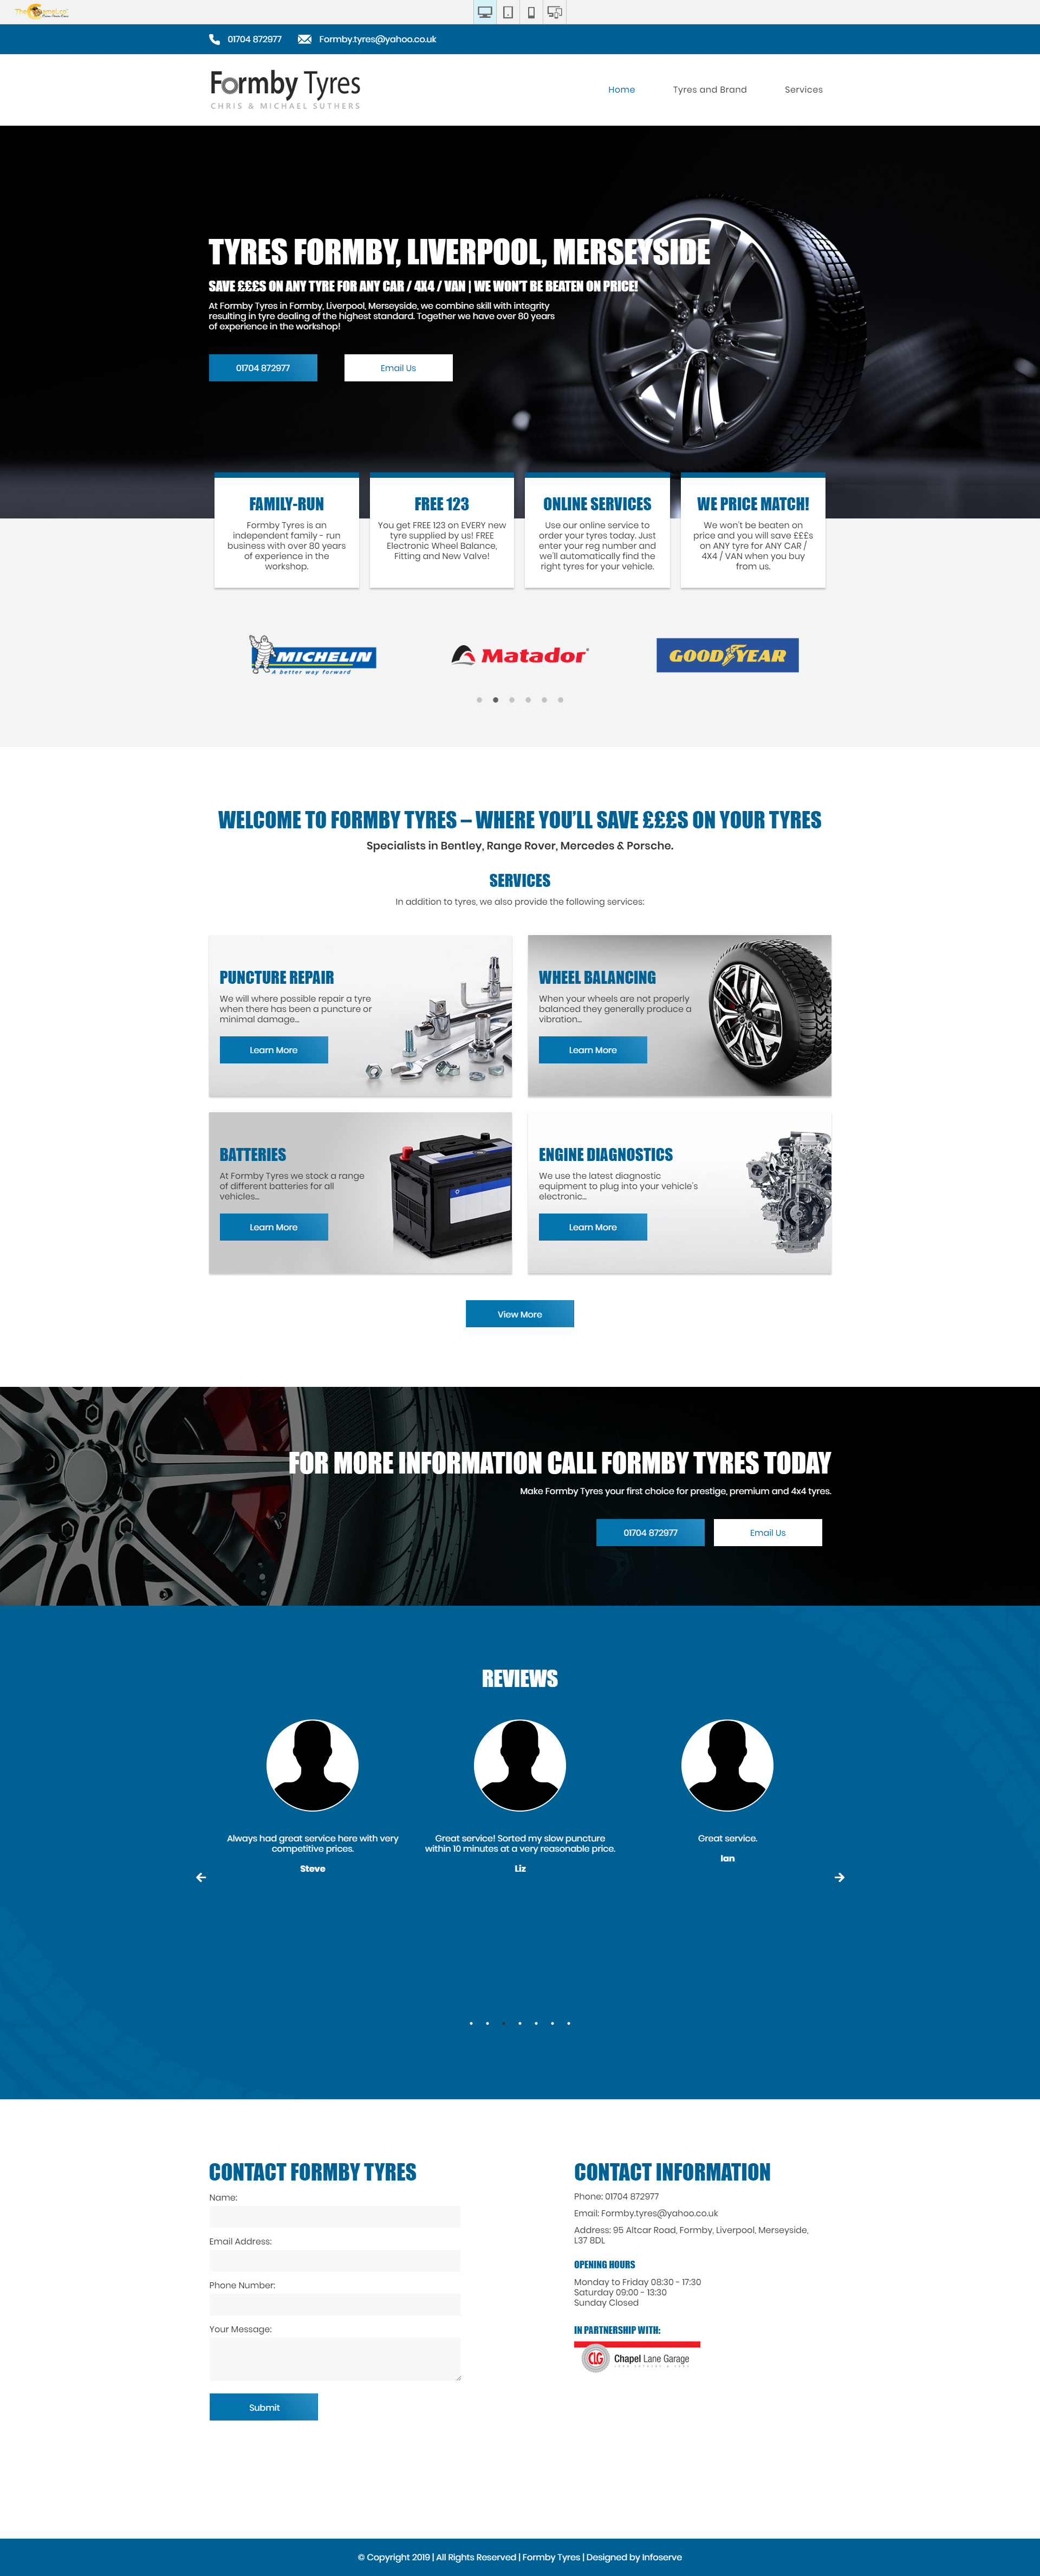 01704 872977 Formby.tyres@yahoo.co.uk
Formby Tyres
CHRIS & MICHAEL SUTHERS
Home Tyres and Brand Services
TYRES FORMBY, LIVERPOOL, MERSEYSIDE
SAVE £££S ON ANY TYRE FOR ANY CAR / 4X4 / VAN | WE WON'T BE BEATEN ON PRICE!
At Formby Tyres in Formby, Liverpool, Merseyside, we combine skill with integrity
resulting in tyre dealing of the highest standard. Together we have over 80 years
of experience in the workshop!
01704 872977 Email Us
FAMILY-RUN
Formby Tyres is an
independent family - run
business with over 80 years
of experience in the
workshop.
FREE 123
You get FREE 123 on EVERY new
tyre supplied by us! FREE
Electronic Wheel Balance,
Fitting and New Valve!
ONLINE SERVICES
Use our online service to
order your tyres today. Just
enter your reg number and
we'll automatically find the
right tyres for your vehicle.
WE PRICE MATCH!
We won't be beaten on
price and you will save £££s
on ANY tyre for ANY CAR /
4X4 / VAN when you buy
from us.
MICHELIN
A better way forward
Matador
GOODYEAR
WELCOME TO FORMBY TYRES – WHERE YOU'LL SAVE £££S ON YOUR TYRES
Specialists in Bentley, Range Rover, Mercedes & Porsche.
SERVICES
In addition to tyres, we also provide the following services:
PUNCTURE REPAIR
We will where possible repair a tyre
when there has been a puncture or
minimal damage...
Learn More
WHEEL BALANCING
When your wheels are not properly
balanced they generally produce a
vibration...
Learn More
BATTERIES
At Formby Tyres we stock a range
of different batteries for all
vehicles...
Learn More
ENGINE DIAGNOSTICS
We use the latest diagnostic
equipment to plug into your vehicle's
electronic...
Learn More
View More
FOR MORE INFORMATION CALL FORMBY TYRES TODAY
Make Formby Tyres your first choice for prestige, premium and 4x4 tyres.
01704 872977 Email Us
REVIEWS
Always had great service here with very
competitive prices.
Steve
Great service! Sorted my slow puncture
within 10 minutes at a very reasonable price.
Liz
Great service.
Ian
CONTACT FORMBY TYRES
Name:
Email Address:
Phone Number:
Your Message:
Submit
CONTACT INFORMATION
Phone: 01704 872977
Email: Formby.tyres@yahoo.co.uk
Address: 95 Altcar Road, Formby, Liverpool, Merseyside,
L37 8DL
OPENING HOURS
Monday to Friday 08:30 - 17:30
Saturday 09:00 - 13:30
Sunday Closed
IN PARTNERSHIP WITH:
CLG Chapel Lane Garage
© Copyright 2019 | All Rights Reserved | Formby Tyres | Designed by Infoserve